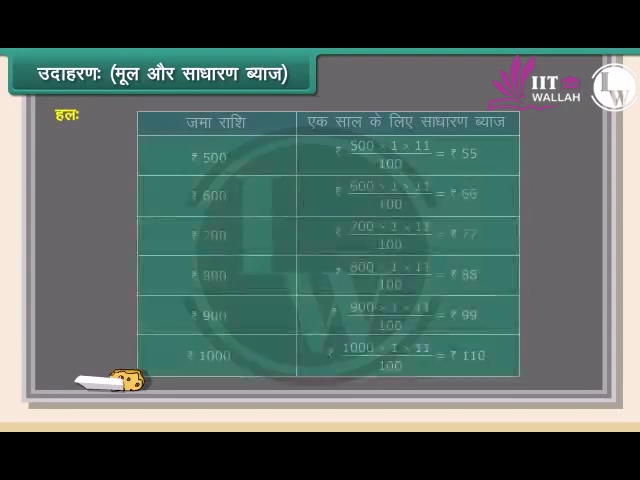 उदाहरणः (मूल और साधारण ब्याज)
IIT
WALLAH
LW
हलः
जमा राशि एक साल के लिए साधारण ब्याज
₹ 500 ₹ 500 × 1 × 11 / 100 = ₹ 55
₹ 600 ₹ 600 × 1 × 11 / 100 = ₹ 66
₹ 700 ₹ 700 × 1 × 11 / 100 = ₹ 77
₹ 800 ₹ 800 × 1 × 11 / 100 = ₹ 88
₹ 900 ₹ 900 × 1 × 11 / 100 = ₹ 99
₹ 1000 ₹ 1000 × 1 × 11 / 100 = ₹ 110